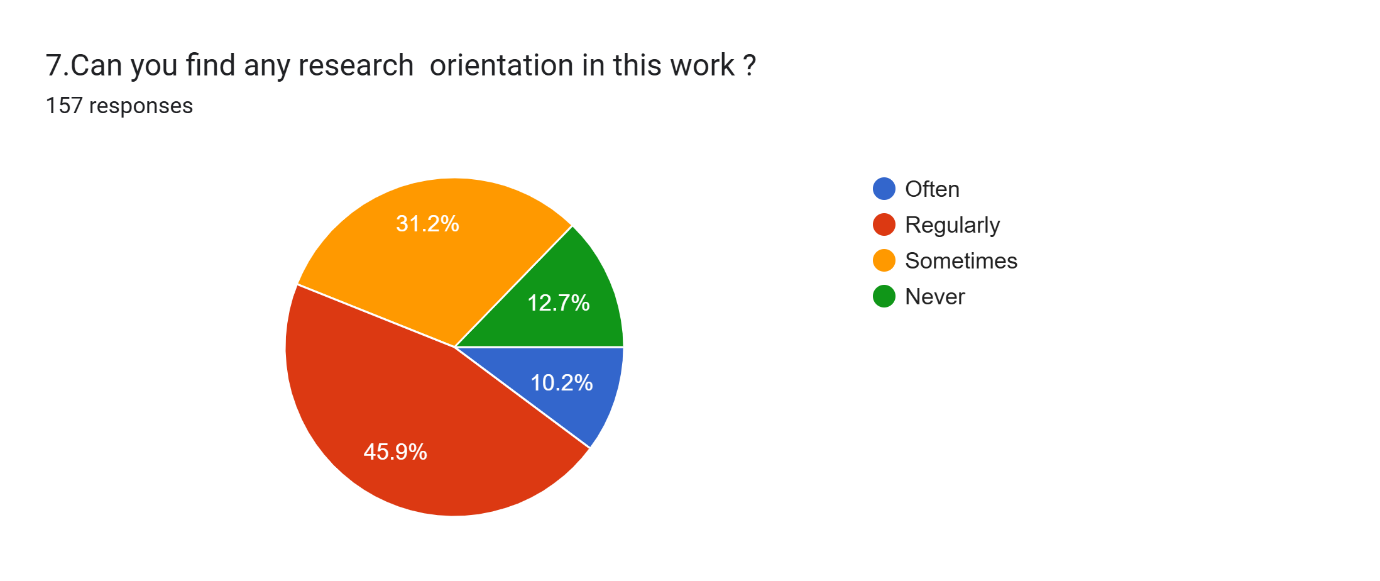 7.Can you find any research  orientation in this work ?
157 responses
Often
Regularly
Sometimes
Never
31.2%
12.7%
10.2%
45.9%